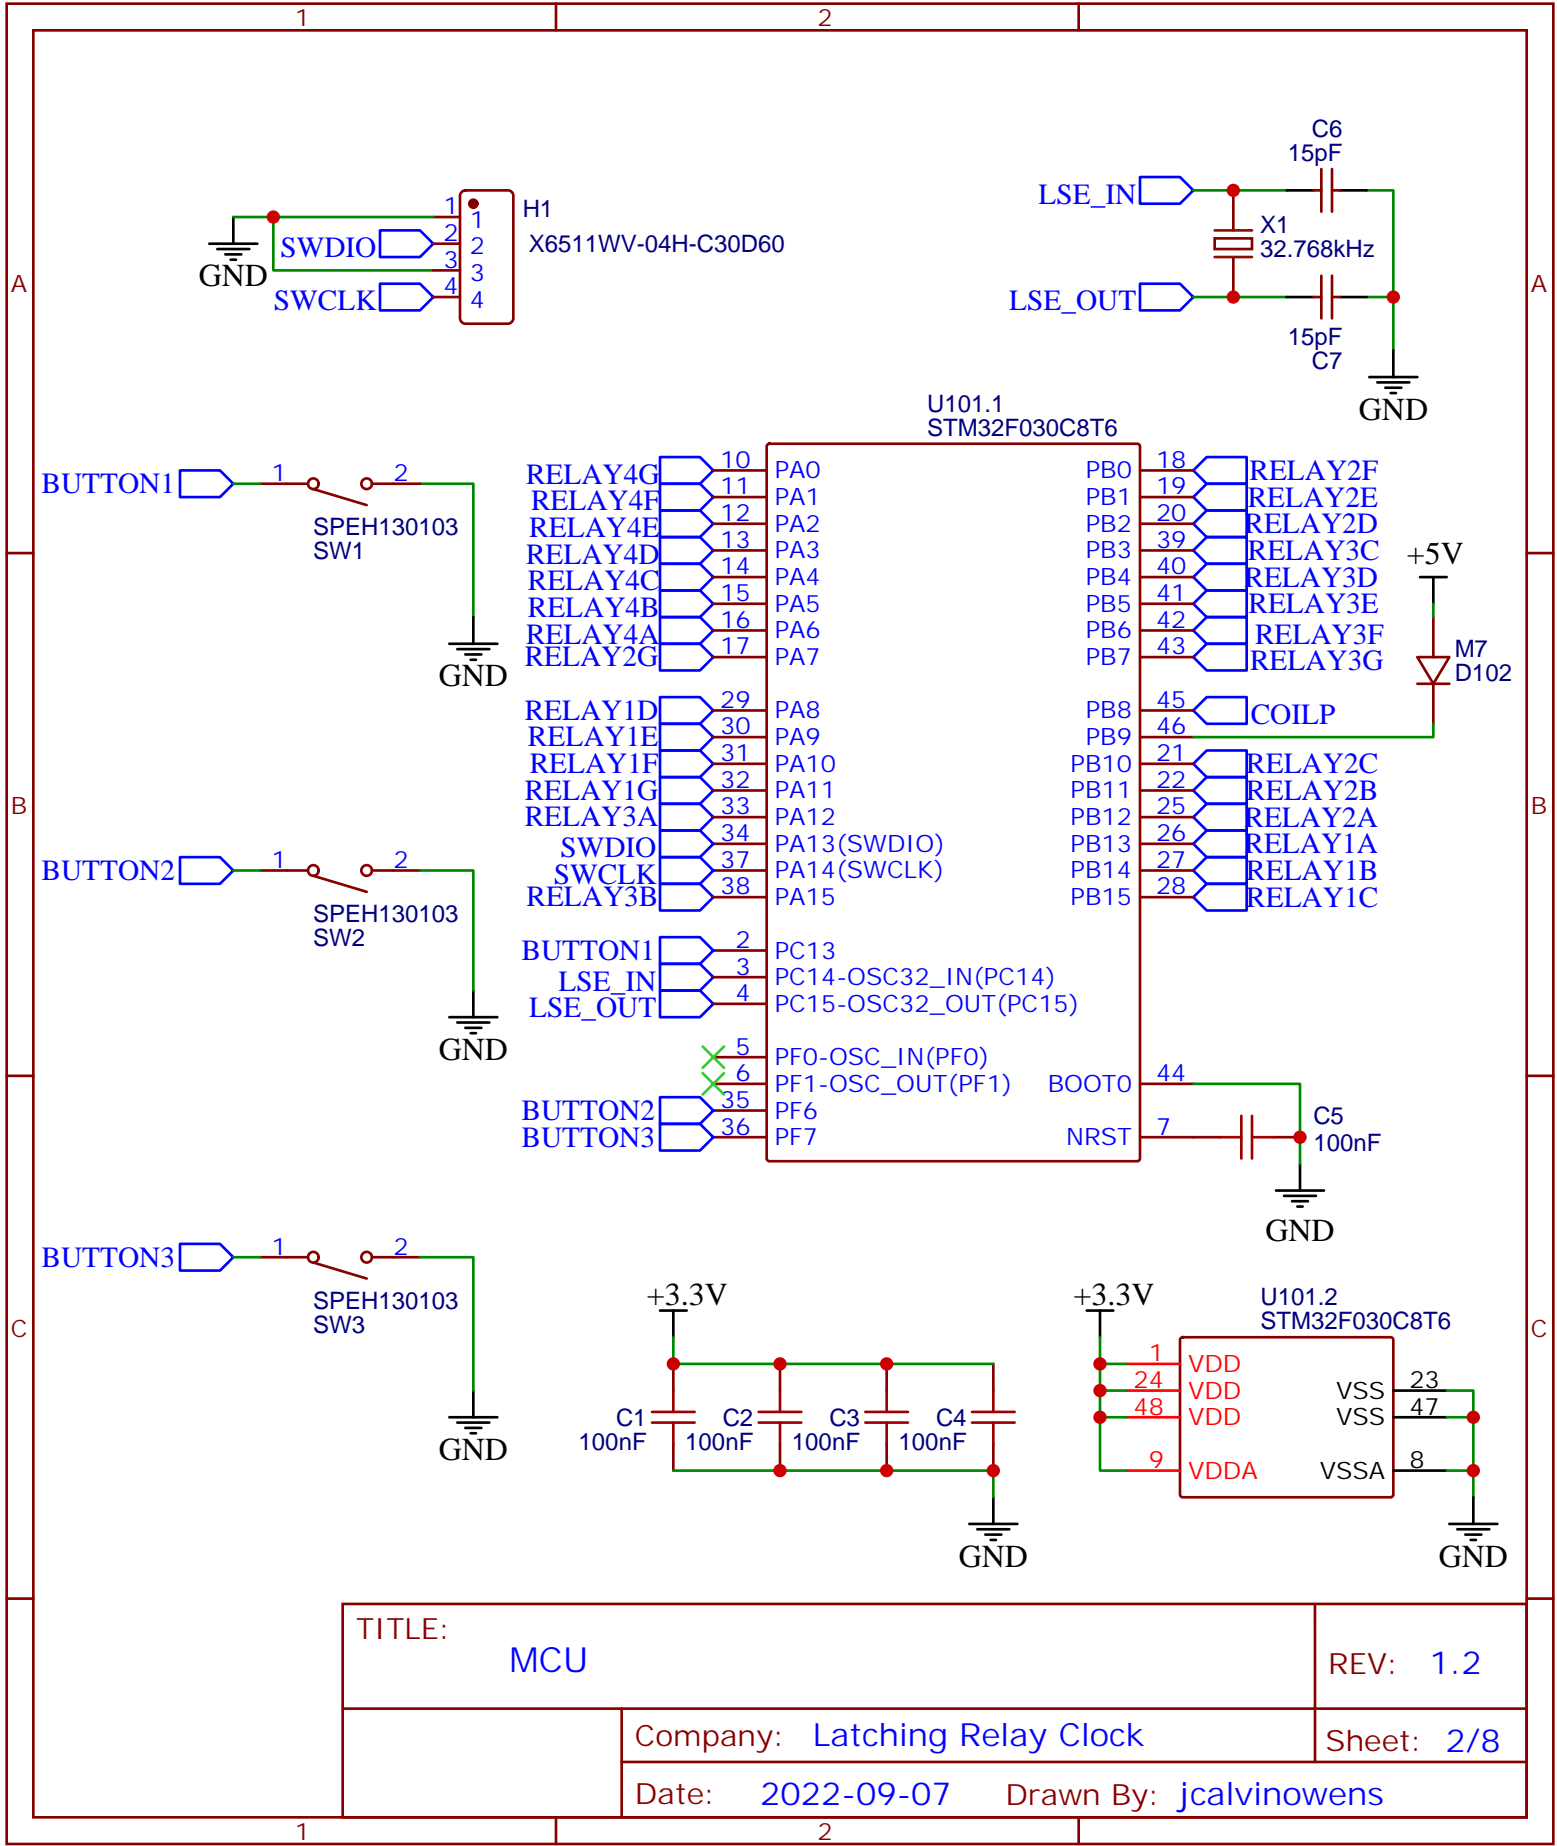 1
2
C6
15pF
LSE_IN
X1
32.768kHz
LSE_OUT
15pF
C7
GND
1
2
3
4
1
2
3
4
H1
X6511WV-04H-C30D60
SWDIO
SWCLK
GND
A
A
U101.1
STM32F030C8T6
BUTTON1
1
2
SPEH130103
SW1
GND
RELAY4G 10 PA0
RELAY4F 11 PA1
RELAY4E 12 PA2
RELAY4D 13 PA3
RELAY4C 14 PA4
RELAY4B 15 PA5
RELAY4A 16 PA6
RELAY2G 17 PA7
RELAY1D 29 PA8
RELAY1E 30 PA9
RELAY1F 31 PA10
RELAY1G 32 PA11
RELAY3A 33 PA12
SWDIO 34 PA13(SWDIO)
SWCLK 37 PA14(SWCLK)
RELAY3B 38 PA15
BUTTON1 2 PC13
LSE_IN 3 PC14-OSC32_IN(PC14)
LSE_OUT 4 PC15-OSC32_OUT(PC15)
5 PF0-OSC_IN(PF0)
6 PF1-OSC_OUT(PF1)
BUTTON2 35 PF6
BUTTON3 36 PF7
PB0 18 RELAY2F
PB1 19 RELAY2E
PB2 20 RELAY2D
PB3 39 RELAY3C
PB4 40 RELAY3D
PB5 41 RELAY3E
PB6 42 RELAY3F
PB7 43 RELAY3G
PB8 45 COILP
PB9 46
PB10 21 RELAY2C
PB11 22 RELAY2B
PB12 25 RELAY2A
PB13 26 RELAY1A
PB14 27 RELAY1B
PB15 28 RELAY1C
BOOT0 44
NRST 7
+5V
M7
D102
C5
100nF
GND
B
B
BUTTON2
1
2
SPEH130103
SW2
GND
BUTTON3
1
2
SPEH130103
SW3
GND
C
C
+3.3V
C1
100nF
C2
100nF
C3
100nF
C4
100nF
GND
+3.3V
U101.2
STM32F030C8T6
1 VDD
24 VDD
48 VDD
9 VDDA
VSS 23
VSS 47
VSSA 8
GND
TITLE:
MCU
REV: 1.2
Company: Latching Relay Clock
Sheet: 2/8
Date: 2022-09-07 Drawn By: jcalvinowens
1
2